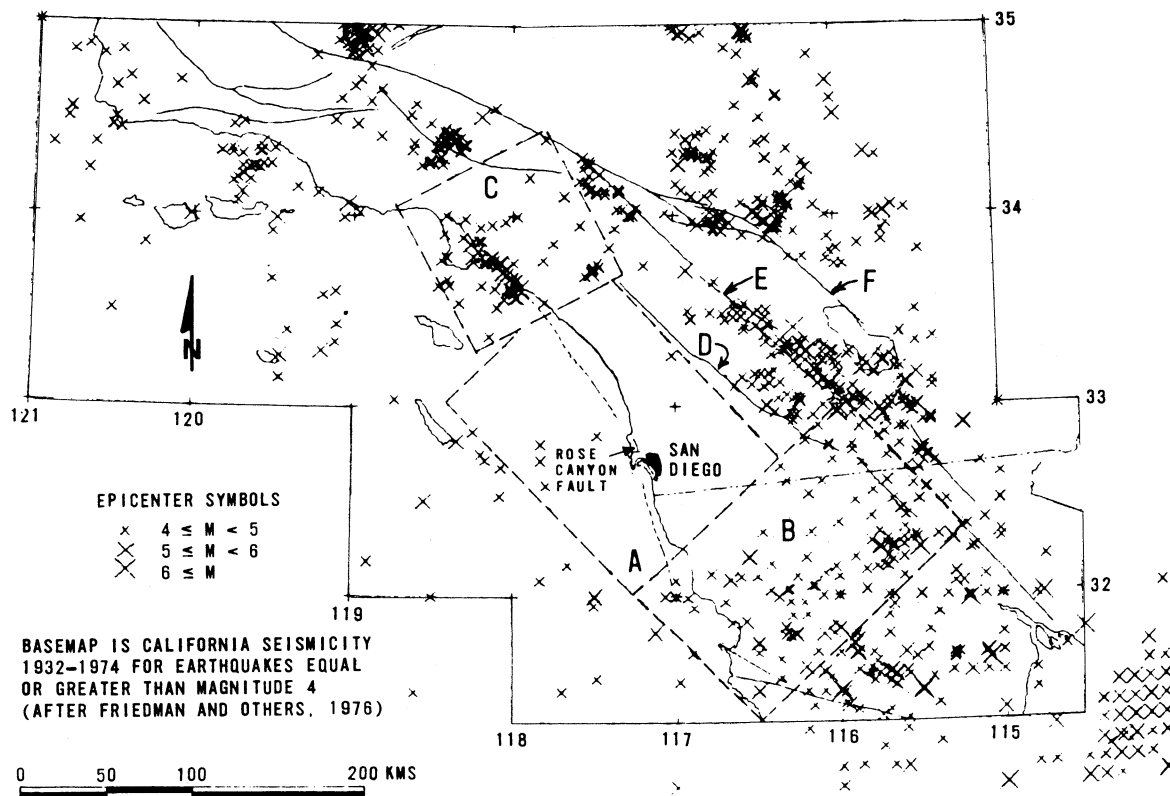 35
C
34
E
F
N
D
33
121
120
ROSE
CANYON
FAULT
SAN
DIEGO
EPICENTER SYMBOLS
4 ≤ M < 5
5 ≤ M < 6
6 ≤ M
B
A
32
119
BASEMAP IS CALIFORNIA SEISMICITY
1932–1974 FOR EARTHQUAKES EQUAL
OR GREATER THAN MAGNITUDE 4
(AFTER FRIEDMAN AND OTHERS, 1976)
118
117
116
115
0 50 100 200 KMS